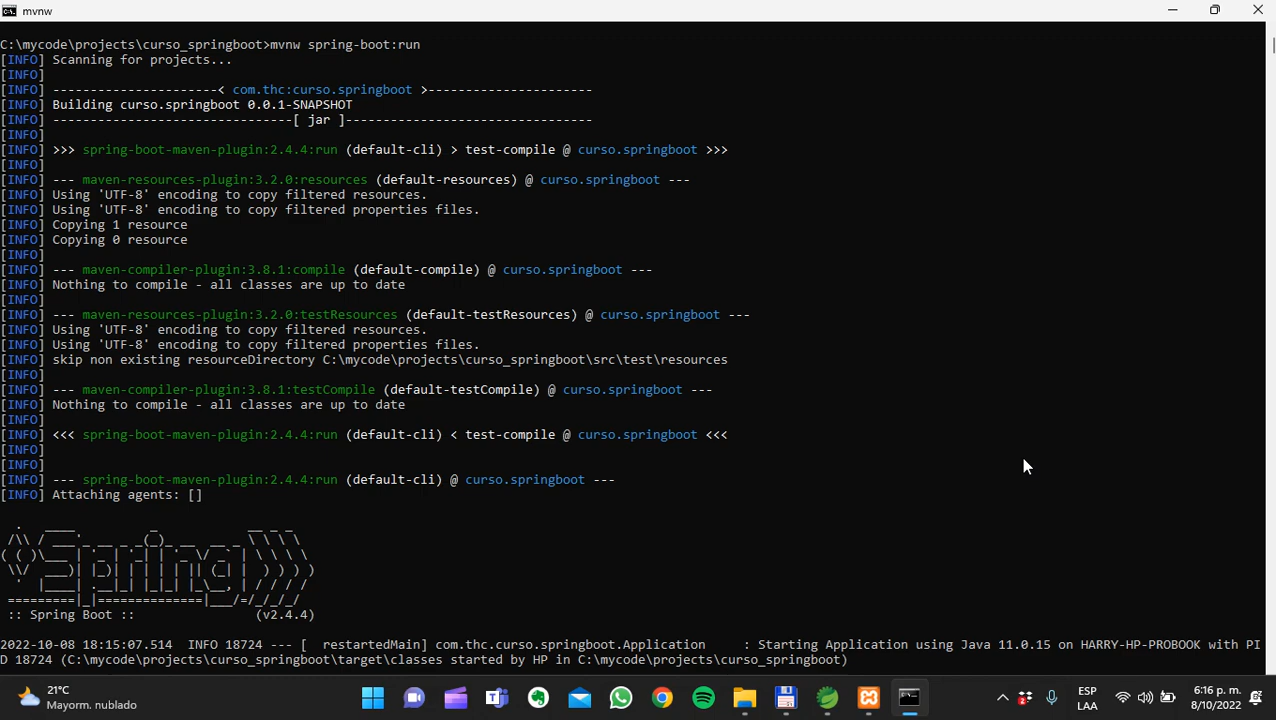 mvnw
C:\mycode\projects\curso_springboot>mvnw spring-boot:run
[INFO] Scanning for projects...
[INFO]
[INFO] -----------------------< com.thc:curso.springboot >----------------------
[INFO] Building curso.springboot 0.0.1-SNAPSHOT
[INFO] --------------------------------[ jar ]---------------------------------
[INFO]
[INFO] >>> spring-boot-maven-plugin:2.4.4:run (default-cli) > test-compile @ curso.springboot >>>
[INFO]
[INFO] --- maven-resources-plugin:3.2.0:resources (default-resources) @ curso.springboot ---
[INFO] Using 'UTF-8' encoding to copy filtered resources.
[INFO] Using 'UTF-8' encoding to copy filtered properties files.
[INFO] Copying 1 resource
[INFO] Copying 0 resource
[INFO]
[INFO] --- maven-compiler-plugin:3.8.1:compile (default-compile) @ curso.springboot ---
[INFO] Nothing to compile - all classes are up to date
[INFO]
[INFO] --- maven-resources-plugin:3.2.0:testResources (default-testResources) @ curso.springboot ---
[INFO] Using 'UTF-8' encoding to copy filtered resources.
[INFO] Using 'UTF-8' encoding to copy filtered properties files.
[INFO] skip non existing resourceDirectory C:\mycode\projects\curso_springboot\src\test\resources
[INFO]
[INFO] --- maven-compiler-plugin:3.8.1:testCompile (default-testCompile) @ curso.springboot ---
[INFO] Nothing to compile - all classes are up to date
[INFO]
[INFO] <<< spring-boot-maven-plugin:2.4.4:run (default-cli) < test-compile @ curso.springboot <<<
[INFO]
[INFO]
[INFO] --- spring-boot-maven-plugin:2.4.4:run (default-cli) @ curso.springboot ---
[INFO] Attaching agents: []
Spring
:: Spring Boot :: (v2.4.4)
2022-10-08 18:15:07.514 INFO 18724 --- [ restartedMain] com.thc.curso.springboot.Application : Starting Application using Java 11.0.15 on HARRY-HP-PROBOOK with PI
D 18724 (C:\mycode\projects\curso_springboot\target\classes started by HP in C:\mycode\projects\curso_springboot)
21°C
Mayorm. nublado
ESP
LAA
6:16 p. m.
8/10/2022